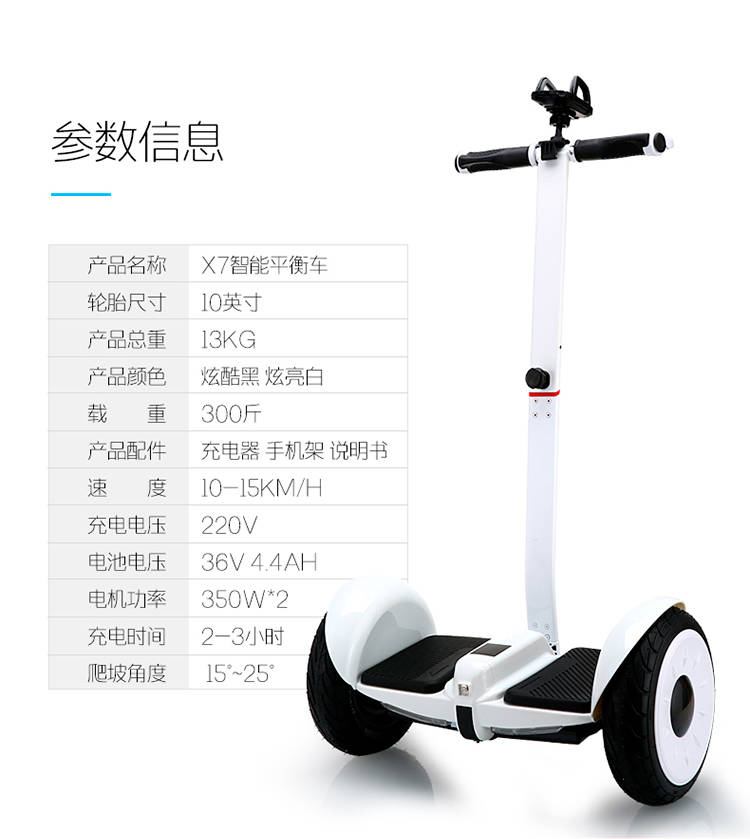 参数信息
产品名称 X7智能平衡车
轮胎尺寸 10英寸
产品总重 13KG
产品颜色 炫酷黑 炫亮白
载 重 300斤
产品配件 充电器 手机架 说明书
速 度 10-15KM/H
充电电压 220V
电池电压 36V 4.4AH
电机功率 350W*2
充电时间 2-3小时
爬坡角度 15°~25°